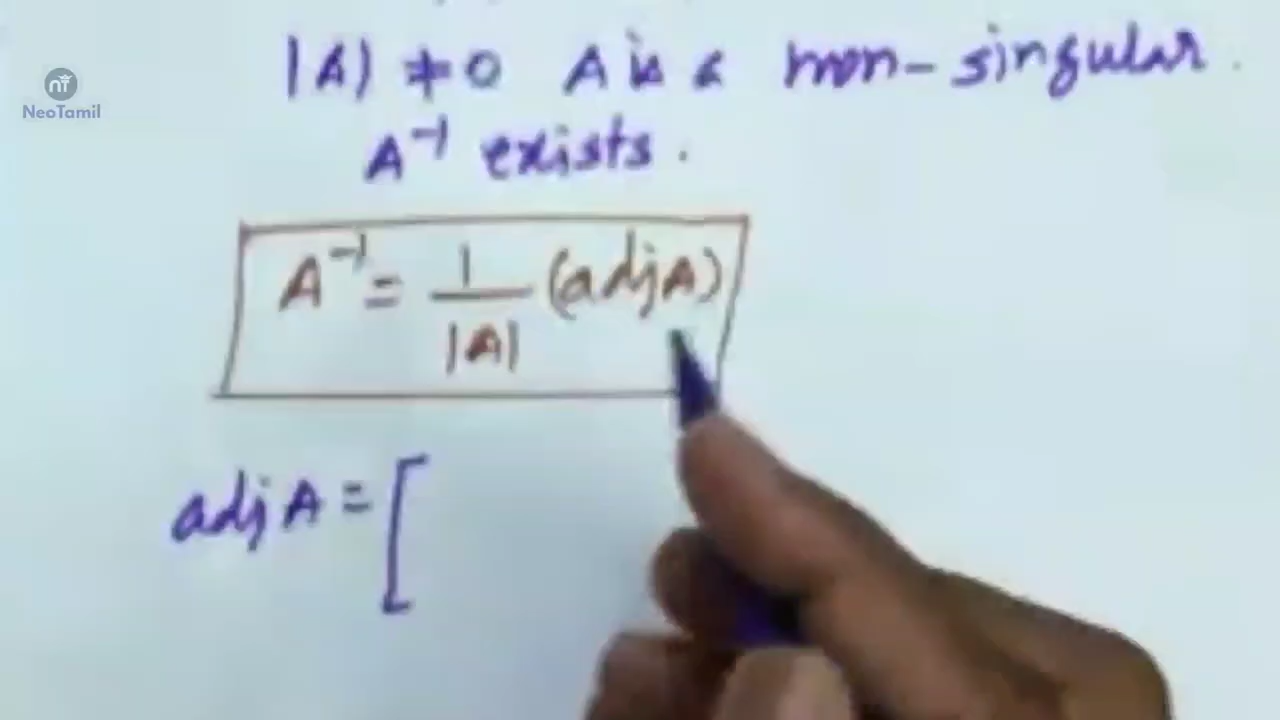 |A| ≠ 0 A is a non-singular.
NeoTamil
A⁻¹ exists.
A⁻¹ = 1/|A| (adj A)
adj A = [